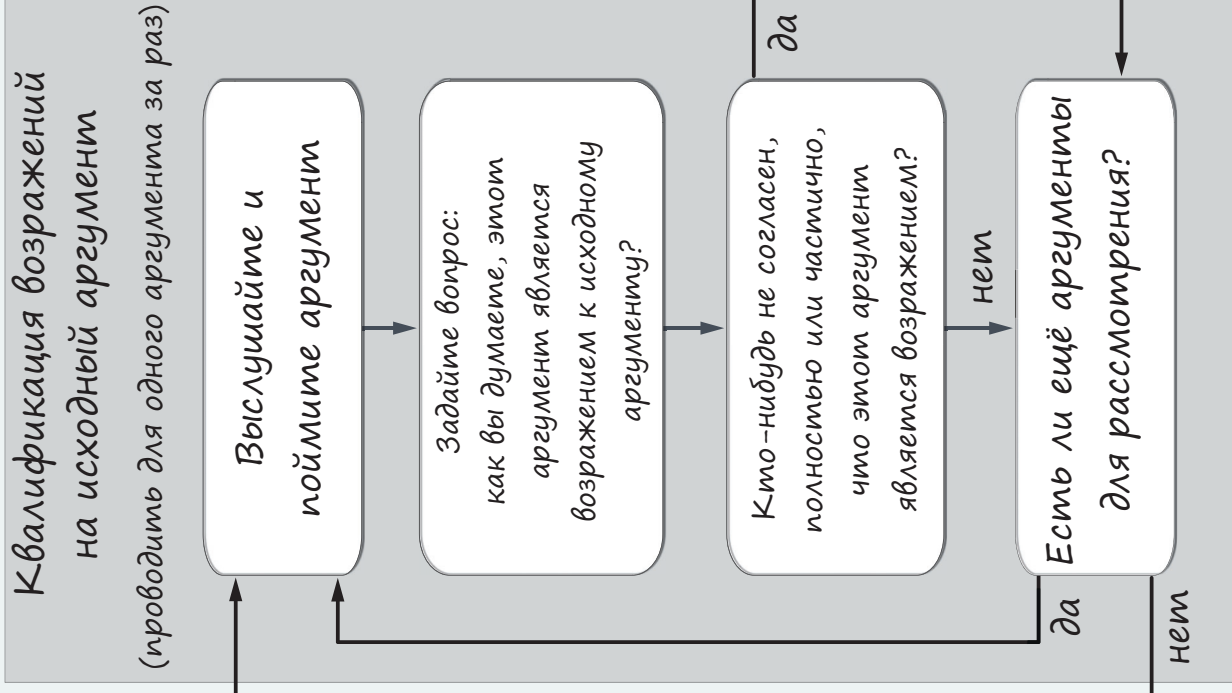 Квалификация возражений
на исходный аргумент
(проводить для одного аргумента за раз)
Выслушайте и
поймите аргумент
Задайте вопрос:
как вы думаете, этот
аргумент является
возражением к исходному
аргументу?
Кто-нибудь не согласен,
полностью или частично,
что этот аргумент
является возражением?
да
нет
Есть ли ещё аргументы
для рассмотрения?
да
нет